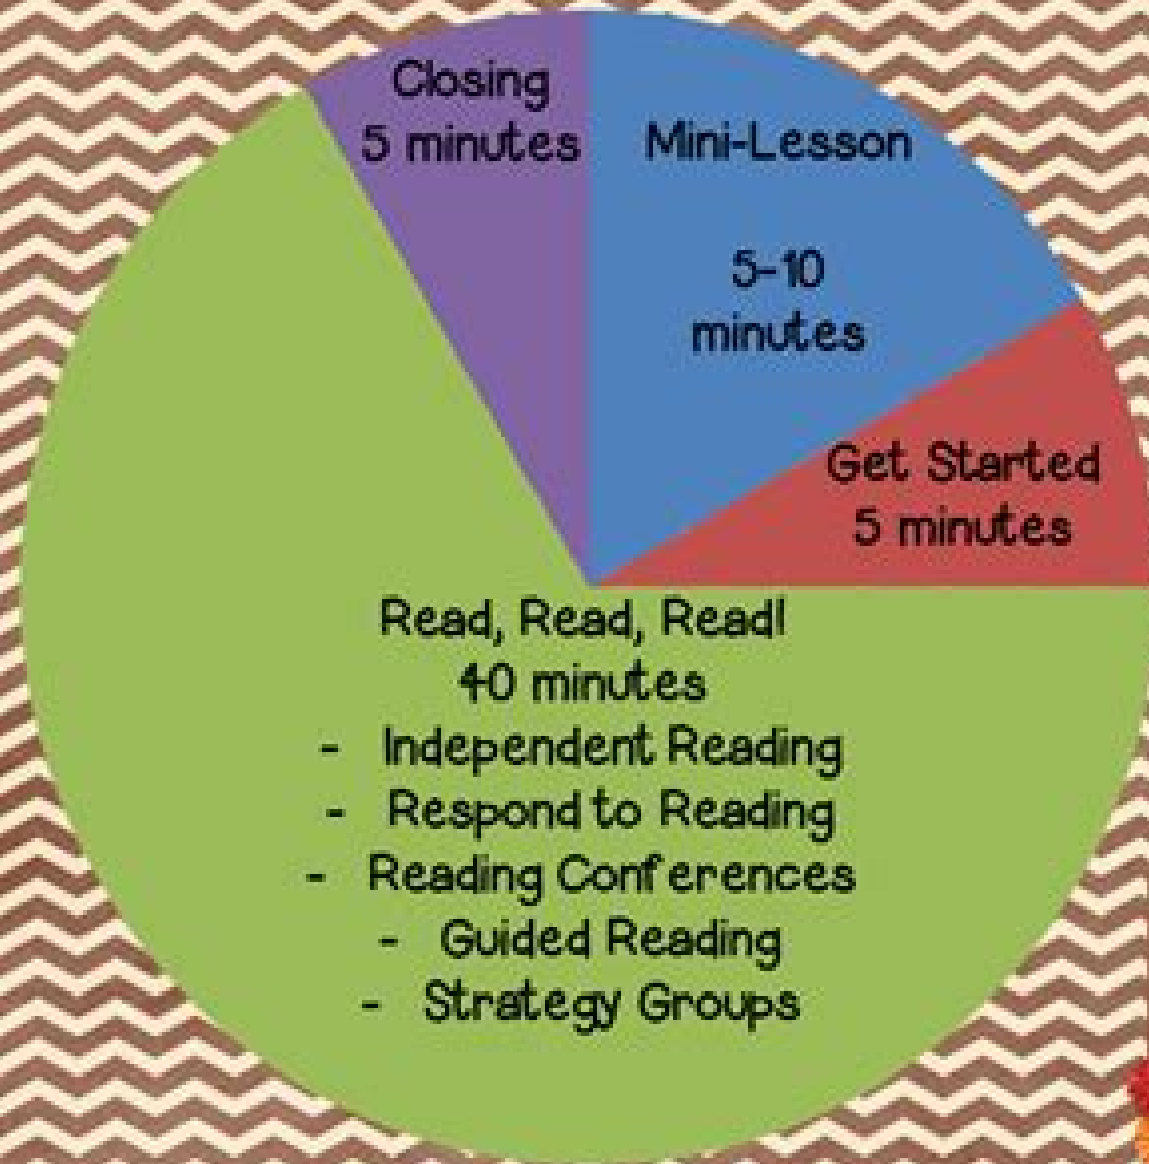 Closing
5 minutes
Mini-Lesson
5-10
minutes
Get Started
5 minutes
Read, Read, Read!
40 minutes
- Independent Reading
- Respond to Reading
- Reading Conferences
- Guided Reading
- Strategy Groups